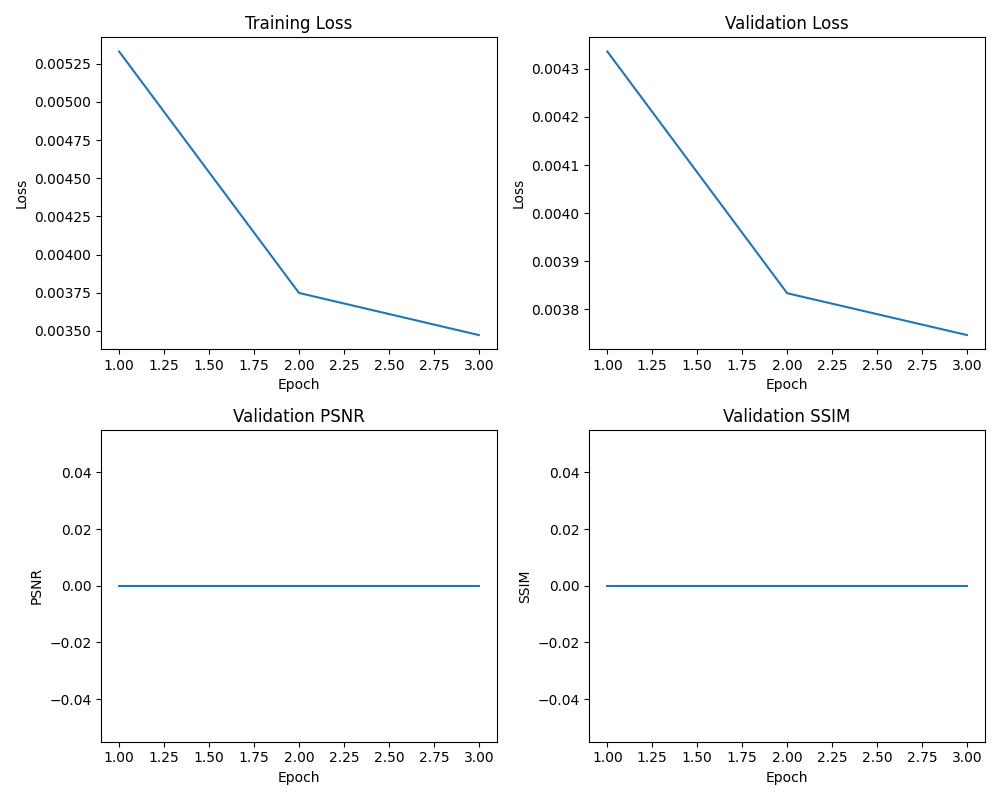 Training Loss
0.00525
0.00500
0.00475
0.00450
0.00425
0.00400
0.00375
0.00350
Loss
1.00 1.25 1.50 1.75 2.00 2.25 2.50 2.75 3.00
Epoch
Validation Loss
0.0043
0.0042
0.0041
0.0040
0.0039
0.0038
Loss
1.00 1.25 1.50 1.75 2.00 2.25 2.50 2.75 3.00
Epoch
Validation PSNR
0.04
0.02
0.00
−0.02
−0.04
PSNR
1.00 1.25 1.50 1.75 2.00 2.25 2.50 2.75 3.00
Epoch
Validation SSIM
0.04
0.02
0.00
−0.02
−0.04
SSIM
1.00 1.25 1.50 1.75 2.00 2.25 2.50 2.75 3.00
Epoch